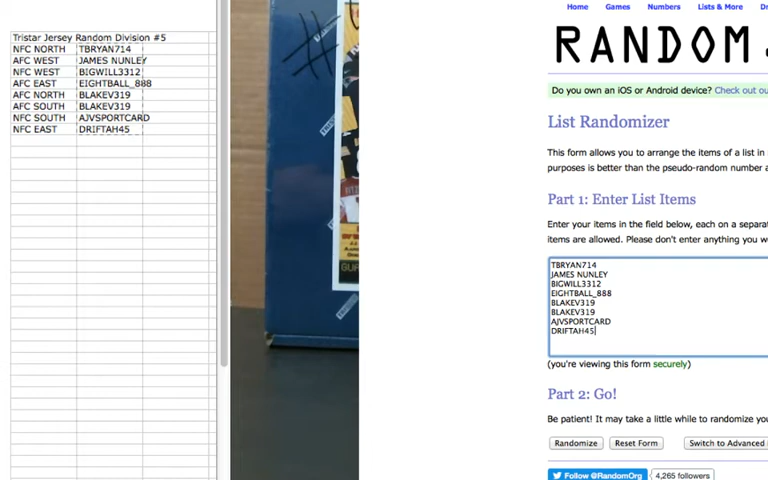 Tristar Jersey Random Division #5
NFC NORTH TBRYAN714
AFC WEST JAMES NUNLEY
NFC WEST BIGWILL3312
AFC EAST EIGHTBALL_888
AFC NORTH BLAKEV319
AFC SOUTH BLAKEV319
NFC SOUTH AJVSPORTCARD
NFC EAST DRIFTAH45
#
Home Games Numbers Lists & More Dr
RANDOM
Do you own an iOS or Android device? Check out ou
List Randomizer
This form allows you to arrange the items of a list in
purposes is better than the pseudo-random number a
Part 1: Enter List Items
Enter your items in the field below, each on a separat
items are allowed. Please don't enter anything you w
TBRYAN714
JAMES NUNLEY
BIGWILL3312
EIGHTBALL_888
BLAKEV319
BLAKEV319
AJVSPORTCARD
DRIFTAH45
(you're viewing this form securely)
Part 2: Go!
Be patient! It may take a little while to randomize you
Randomize Reset Form Switch to Advanced
Follow @RandomOrg 4,265 followers